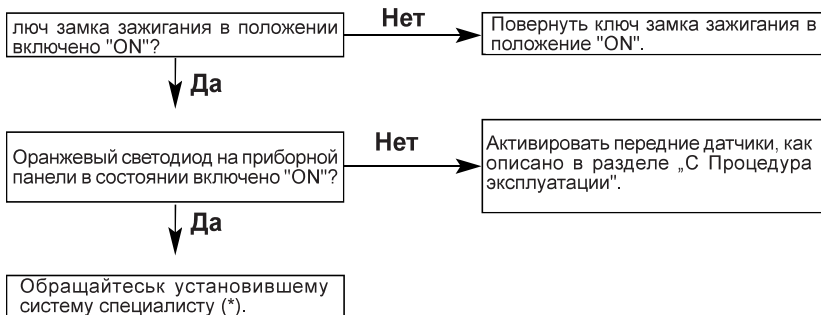 люч замка зажигания в положении
включено "ON"?
Нет
Повернуть ключ замка зажигания в
положение "ON".
Да
Оранжевый светодиод на приборной
панели в состоянии включено "ON"?
Нет
Активировать передние датчики, как
описано в разделе „С Процедура
эксплуатации".
Да
Обращайтеськ установившему
систему специалисту (*).